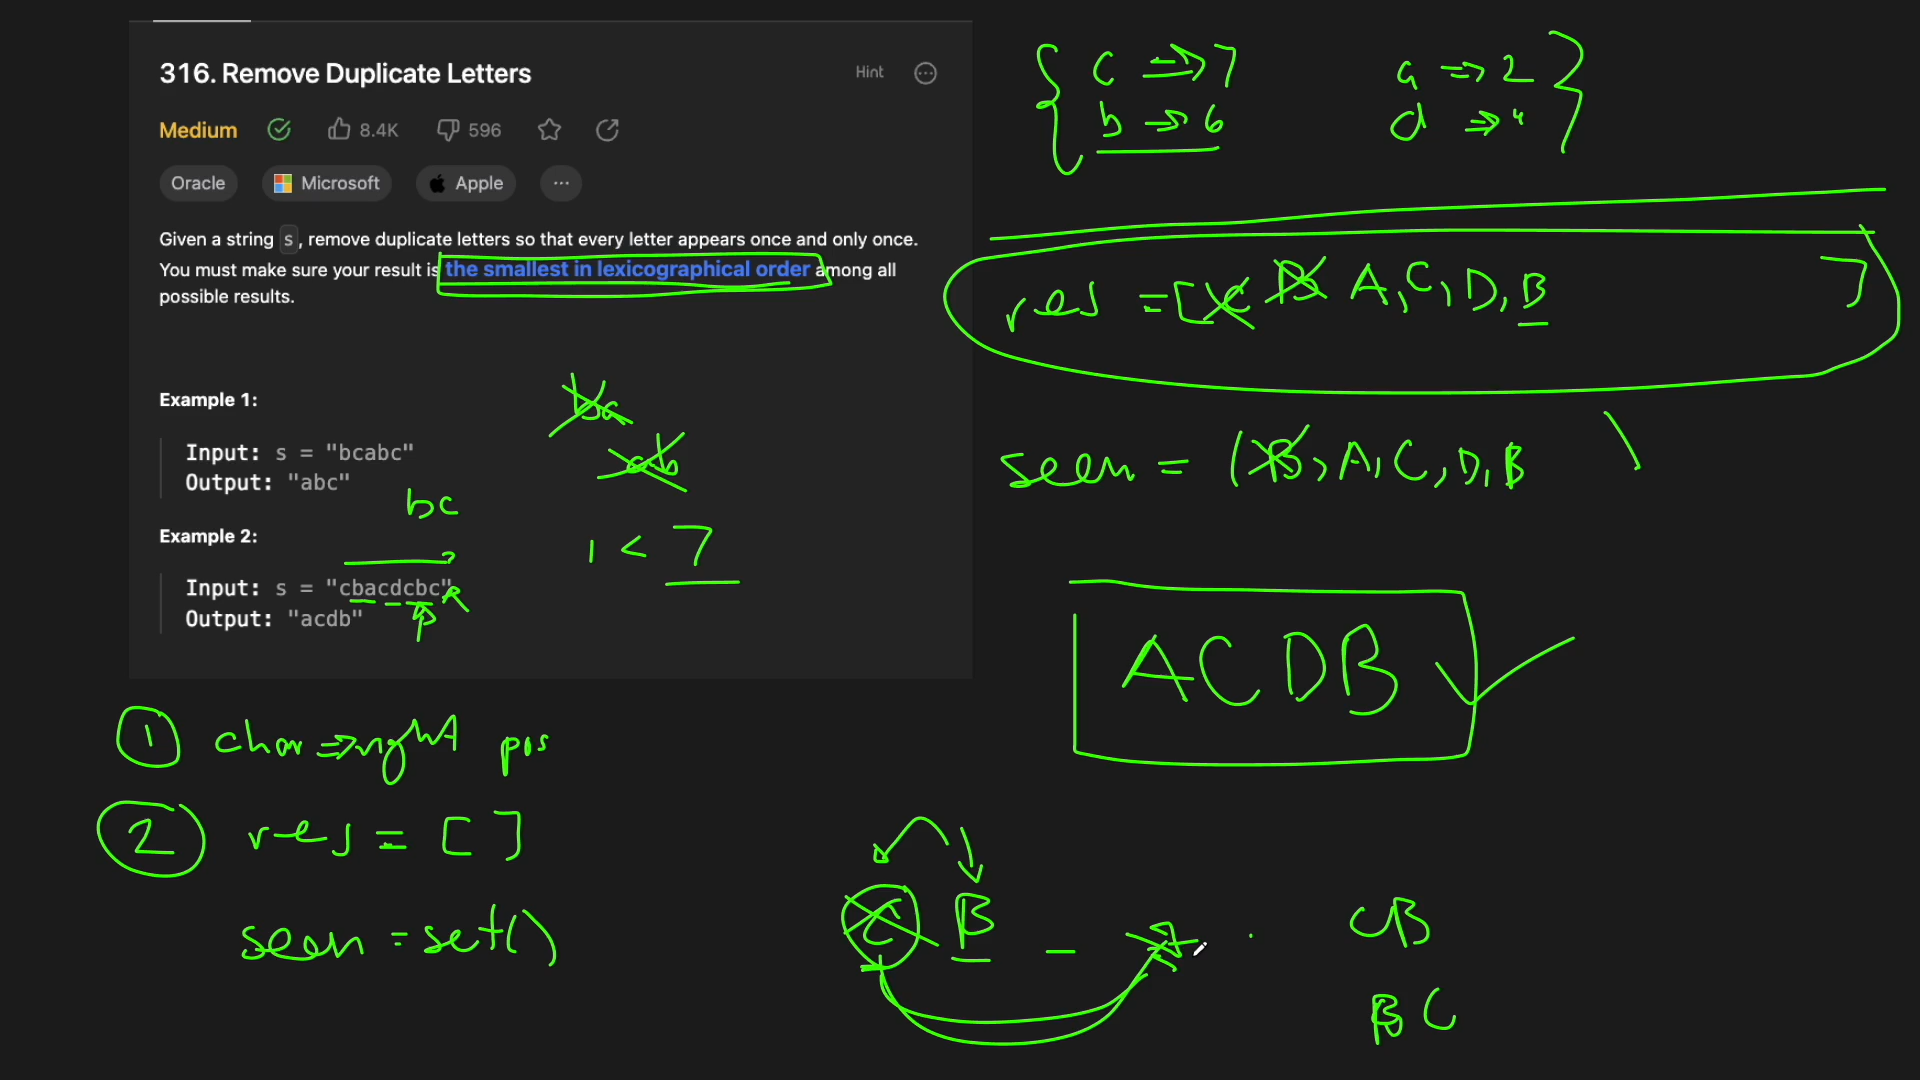 316. Remove Duplicate Letters
Hint
Medium 8.4K 596
Oracle Microsoft Apple ...
Given a string s, remove duplicate letters so that every letter appears once and only once.
You must make sure your result is the smallest in lexicographical order among all
possible results.
Example 1:
Input: s = "bcabc"
Output: "abc"
bc
Example 2:
Input: s = "cbacdcbc"
Output: "acdb"
ab
1 < 7
{ c => 7 a => 2 }
b => 6 d => 4
res = [C B A, C, D, B ]
seen = (B, A, C, D, B )
ACDB
1 char => right pos
2 res = [ ]
seen = set()
C B _
CB
BC